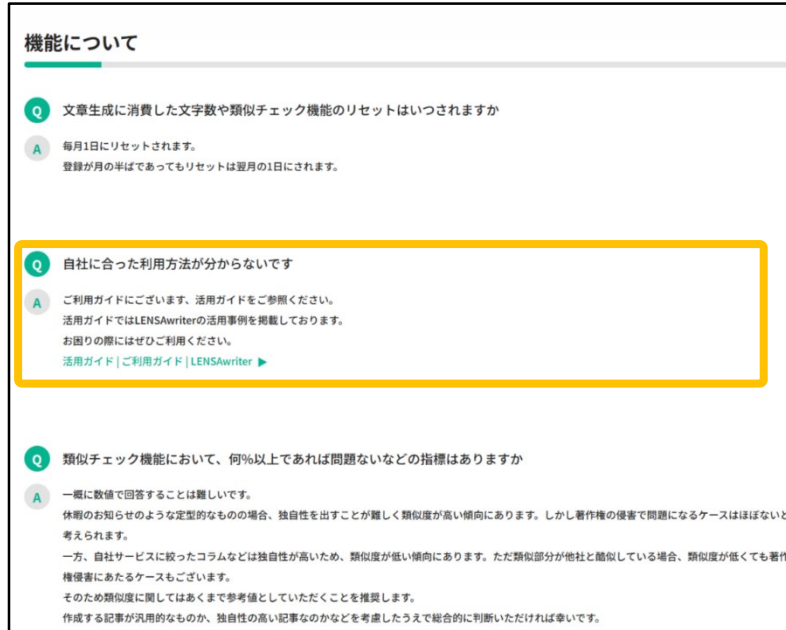 機能について
Q 文章生成に消費した文字数や類似チェック機能のリセットはいつされますか
A 毎月1日にリセットされます。
登録が月の半ばであってもリセットは翌月の1日にされます。
Q 自社に合った利用方法が分からないです
A ご利用ガイドにございます、活用ガイドをご参照ください。
活用ガイドではLENSAwriterの活用事例を掲載しております。
お困りの際にはぜひご利用ください。
活用ガイド | ご利用ガイド | LENSAwriter ▶
Q 類似チェック機能において、何%以上であれば問題ないなどの指標はありますか
A 一概に数値で回答することは難しいです。
休暇のお知らせのような定型的なものの場合、独自性を出すことが難しく類似度が高い傾向にあります。しかし著作権の侵害で問題になるケースはほぼないと
考えられます。
一方、自社サービスに絞ったコラムなどは独自性が高いため、類似度が低い傾向にあります。ただ類似部分が他社と酷似している場合、類似度が低くても著作
権侵害にあたるケースもございます。
そのため類似度に関してはあくまで参考値としていただくことを推奨します。
作成する記事が汎用的なものか、独自性の高い記事なのかなどを考慮したうえで総合的に判断いただければ幸いです。